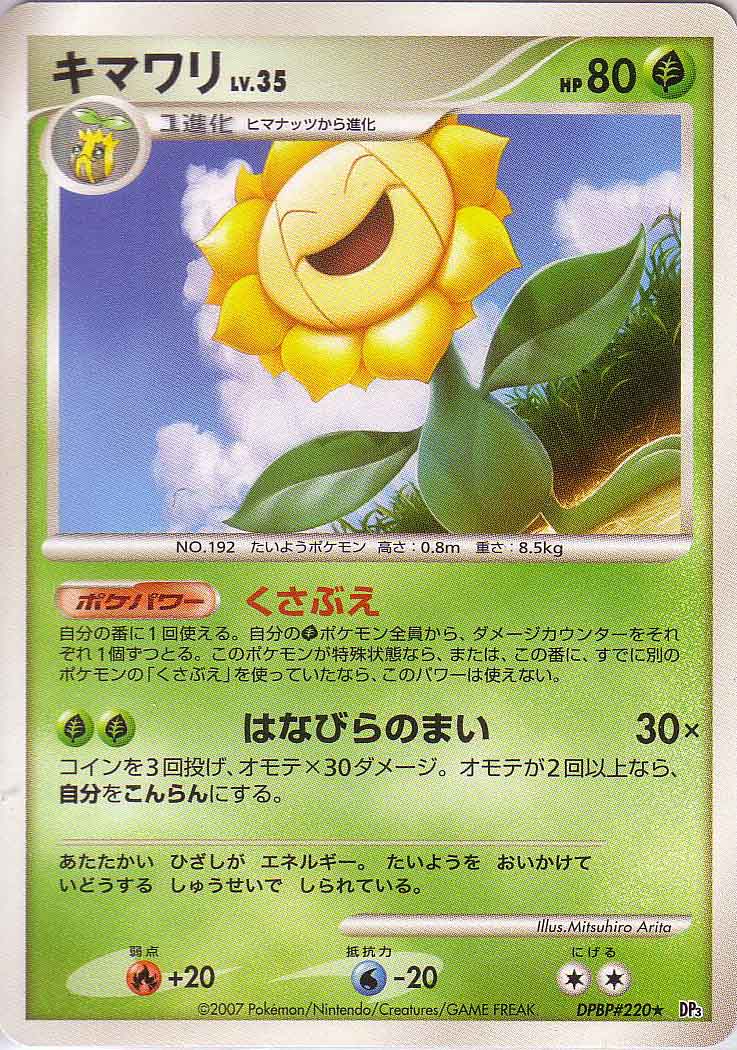 キマワリ LV.35 HP 80
1進化 ヒマナッツから進化
NO.192 たいようポケモン 高さ：0.8m 重さ：8.5kg
ポケパワー くさぶえ
自分の番に1回使える。自分のポケモン全員から、ダメージカウンターをそれ
ぞれ1個ずつとる。このポケモンが特殊状態なら、または、この番に、すでに別の
ポケモンの「くさぶえ」を使っていたなら、このパワーは使えない。
はなびらのまい 30×
コインを3回投げ、オモテ×30ダメージ。オモテが2回以上なら、
自分をこんらんにする。
あたたかい ひざしが エネルギー。 たいようを おいかけて
いどうする しゅうせいで しられている。
Illus.Mitsuhiro Arita
弱点 抵抗力 にげる
+20 -20
©2007 Pokémon/Nintendo/Creatures/GAME FREAK. DPBP#220★ DP3